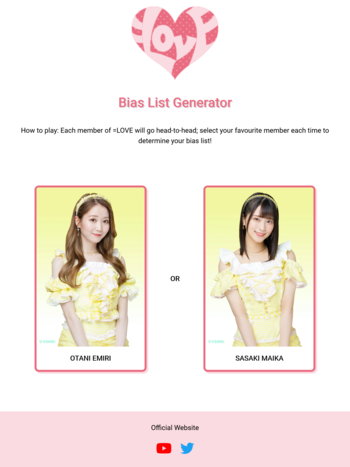 =LOVE
Bias List Generator
How to play: Each member of =LOVE will go head-to-head; select your favourite member each time to
determine your bias list!
OR
OTANI EMIRI
SASAKI MAIKA
Official Website